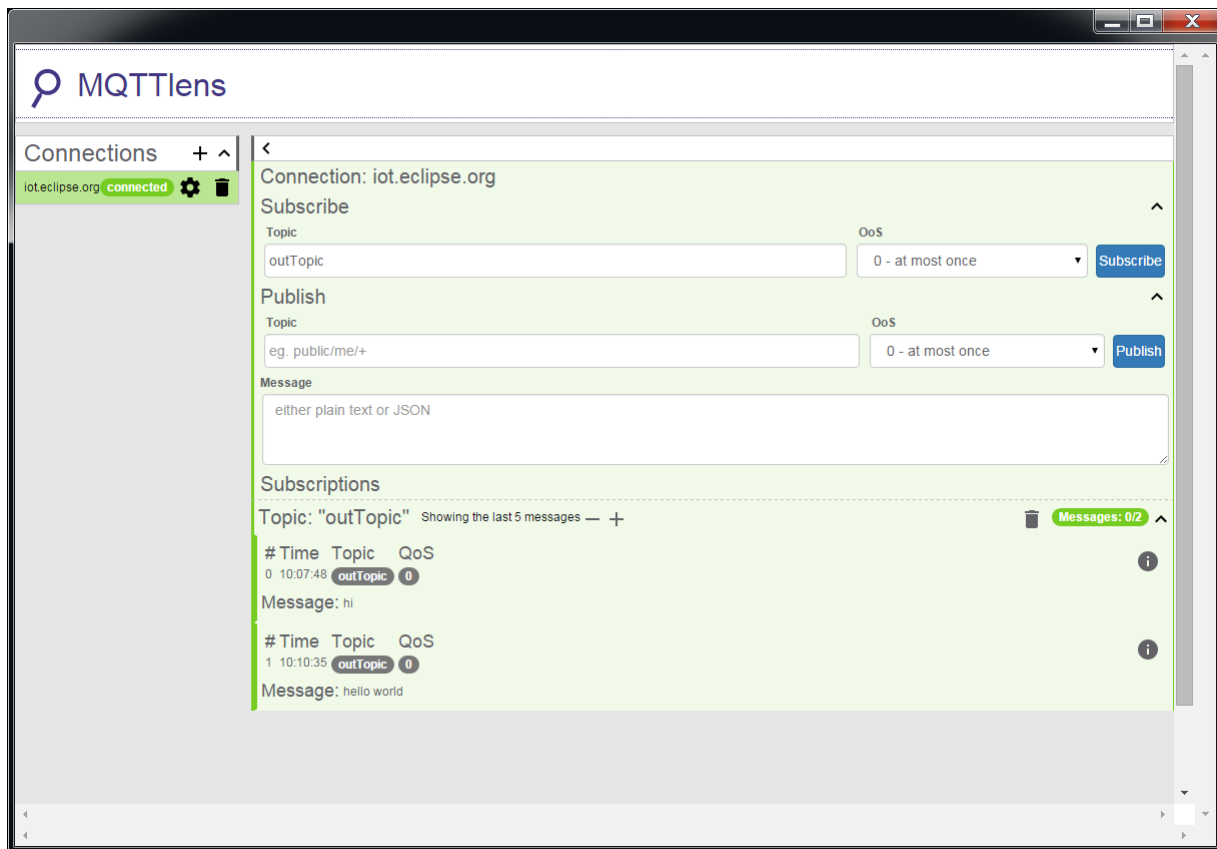 MQTTlens
Connections
iot.eclipse.org connected
Connection: iot.eclipse.org
Subscribe
Topic OoS
outTopic 0 - at most once Subscribe
Publish
Topic OoS
eg. public/me/+ 0 - at most once Publish
Message
either plain text or JSON
Subscriptions
Topic: "outTopic" Showing the last 5 messages — + Messages: 0/2
# Time Topic QoS
0 10:07:48 outTopic 0
Message: hi
# Time Topic QoS
1 10:10:35 outTopic 0
Message: hello world